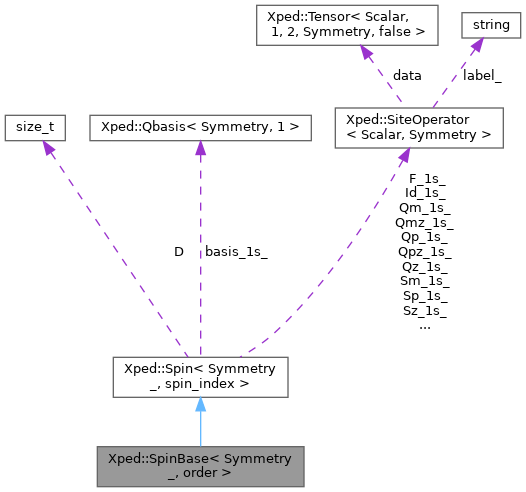 Xped::Tensor< Scalar,
1, 2, Symmetry, false >
string
data
label_
size_t
Xped::Qbasis< Symmetry, 1 >
Xped::SiteOperator
< Scalar, Symmetry >
D
basis_1s_
F_1s_
Id_1s_
Qm_1s_
Qmz_1s_
Qp_1s_
Qpz_1s_
Qz_1s_
Sm_1s_
Sp_1s_
Sz_1s_
...
Xped::Spin< Symmetry
_, spin_index >
Xped::SpinBase< Symmetry
_, order >